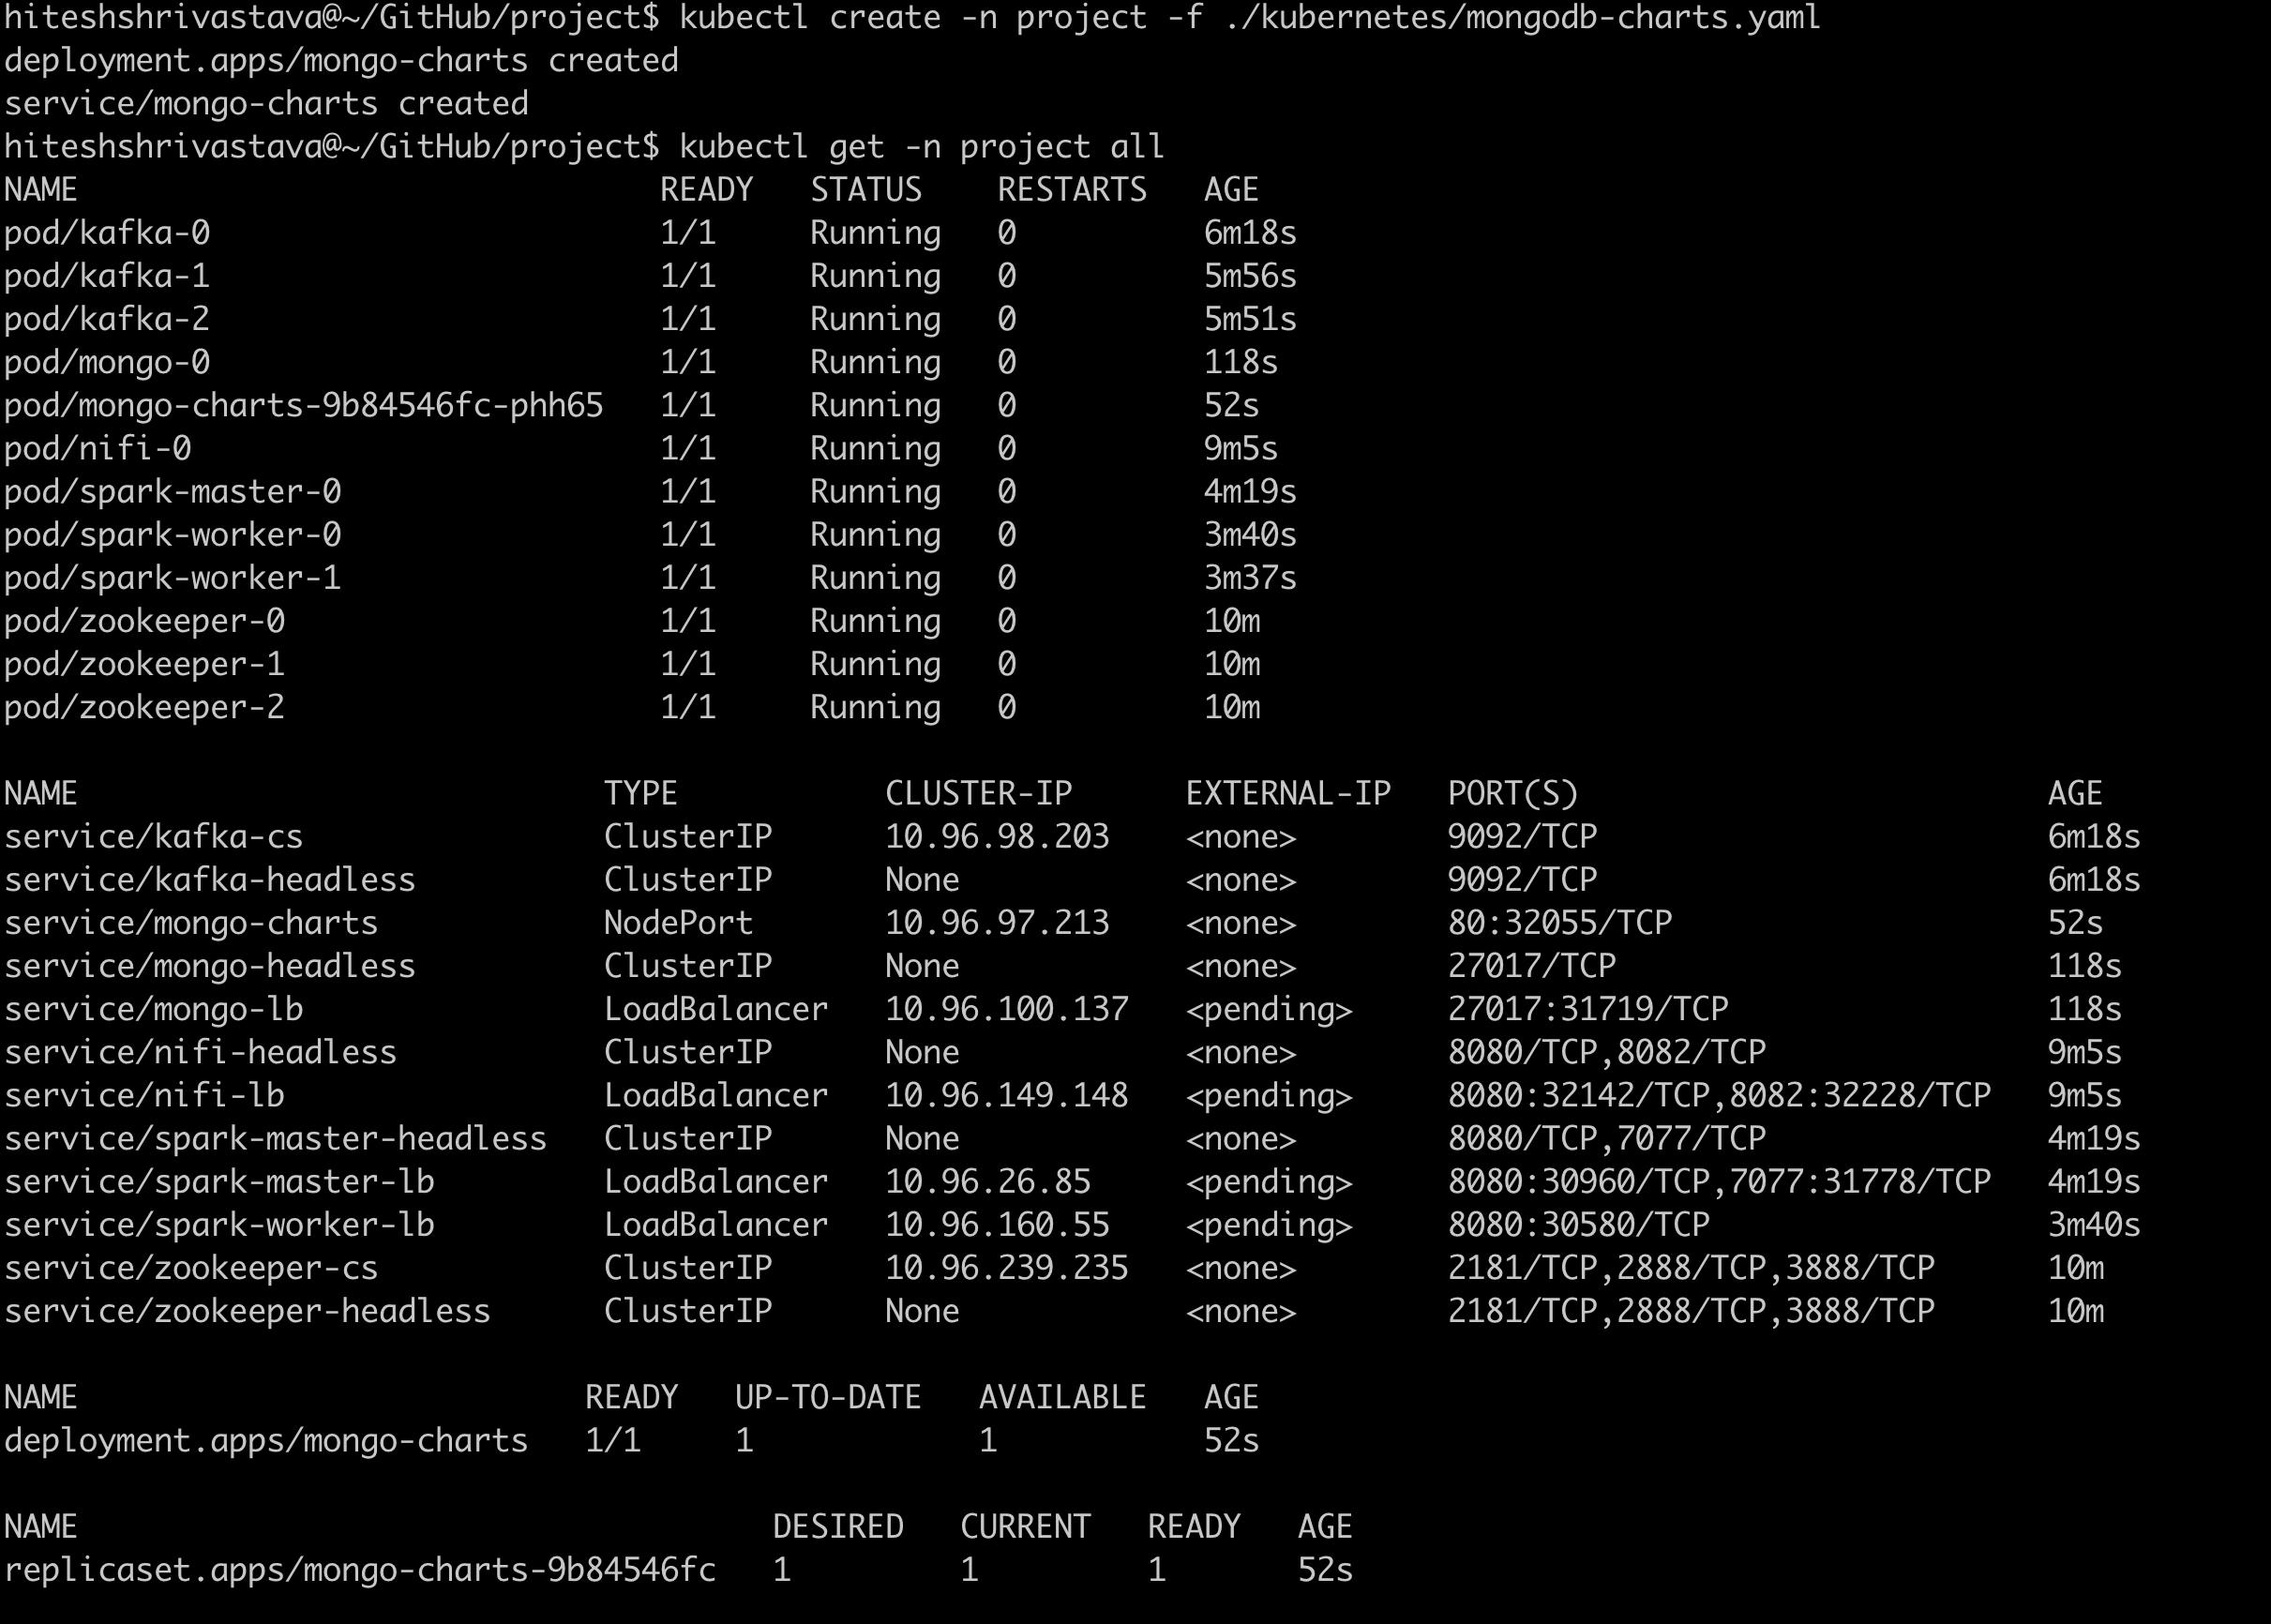 hiteshshrivastava@~/GitHub/project$ kubectl create -n project -f ./kubernetes/mongodb-charts.yaml
deployment.apps/mongo-charts created
service/mongo-charts created
hiteshshrivastava@~/GitHub/project$ kubectl get -n project all
NAME                               READY   STATUS    RESTARTS   AGE
pod/kafka-0                        1/1     Running   0          6m18s
pod/kafka-1                        1/1     Running   0          5m56s
pod/kafka-2                        1/1     Running   0          5m51s
pod/mongo-0                        1/1     Running   0          118s
pod/mongo-charts-9b84546fc-phh65   1/1     Running   0          52s
pod/nifi-0                         1/1     Running   0          9m5s
pod/spark-master-0                 1/1     Running   0          4m19s
pod/spark-worker-0                 1/1     Running   0          3m40s
pod/spark-worker-1                 1/1     Running   0          3m37s
pod/zookeeper-0                    1/1     Running   0          10m
pod/zookeeper-1                    1/1     Running   0          10m
pod/zookeeper-2                    1/1     Running   0          10m

NAME                            TYPE           CLUSTER-IP      EXTERNAL-IP   PORT(S)                         AGE
service/kafka-cs                ClusterIP      10.96.98.203    <none>        9092/TCP                        6m18s
service/kafka-headless          ClusterIP      None            <none>        9092/TCP                        6m18s
service/mongo-charts            NodePort       10.96.97.213    <none>        80:32055/TCP                    52s
service/mongo-headless          ClusterIP      None            <none>        27017/TCP                       118s
service/mongo-lb                LoadBalancer   10.96.100.137   <pending>     27017:31719/TCP                 118s
service/nifi-headless           ClusterIP      None            <none>        8080/TCP,8082/TCP               9m5s
service/nifi-lb                 LoadBalancer   10.96.149.148   <pending>     8080:32142/TCP,8082:32228/TCP   9m5s
service/spark-master-headless   ClusterIP      None            <none>        8080/TCP,7077/TCP               4m19s
service/spark-master-lb         LoadBalancer   10.96.26.85     <pending>     8080:30960/TCP,7077:31778/TCP   4m19s
service/spark-worker-lb         LoadBalancer   10.96.160.55    <pending>     8080:30580/TCP                  3m40s
service/zookeeper-cs            ClusterIP      10.96.239.235   <none>        2181/TCP,2888/TCP,3888/TCP      10m
service/zookeeper-headless      ClusterIP      None            <none>        2181/TCP,2888/TCP,3888/TCP      10m

NAME                           READY   UP-TO-DATE   AVAILABLE   AGE
deployment.apps/mongo-charts   1/1     1            1           52s

NAME                                     DESIRED   CURRENT   READY   AGE
replicaset.apps/mongo-charts-9b84546fc   1         1         1       52s